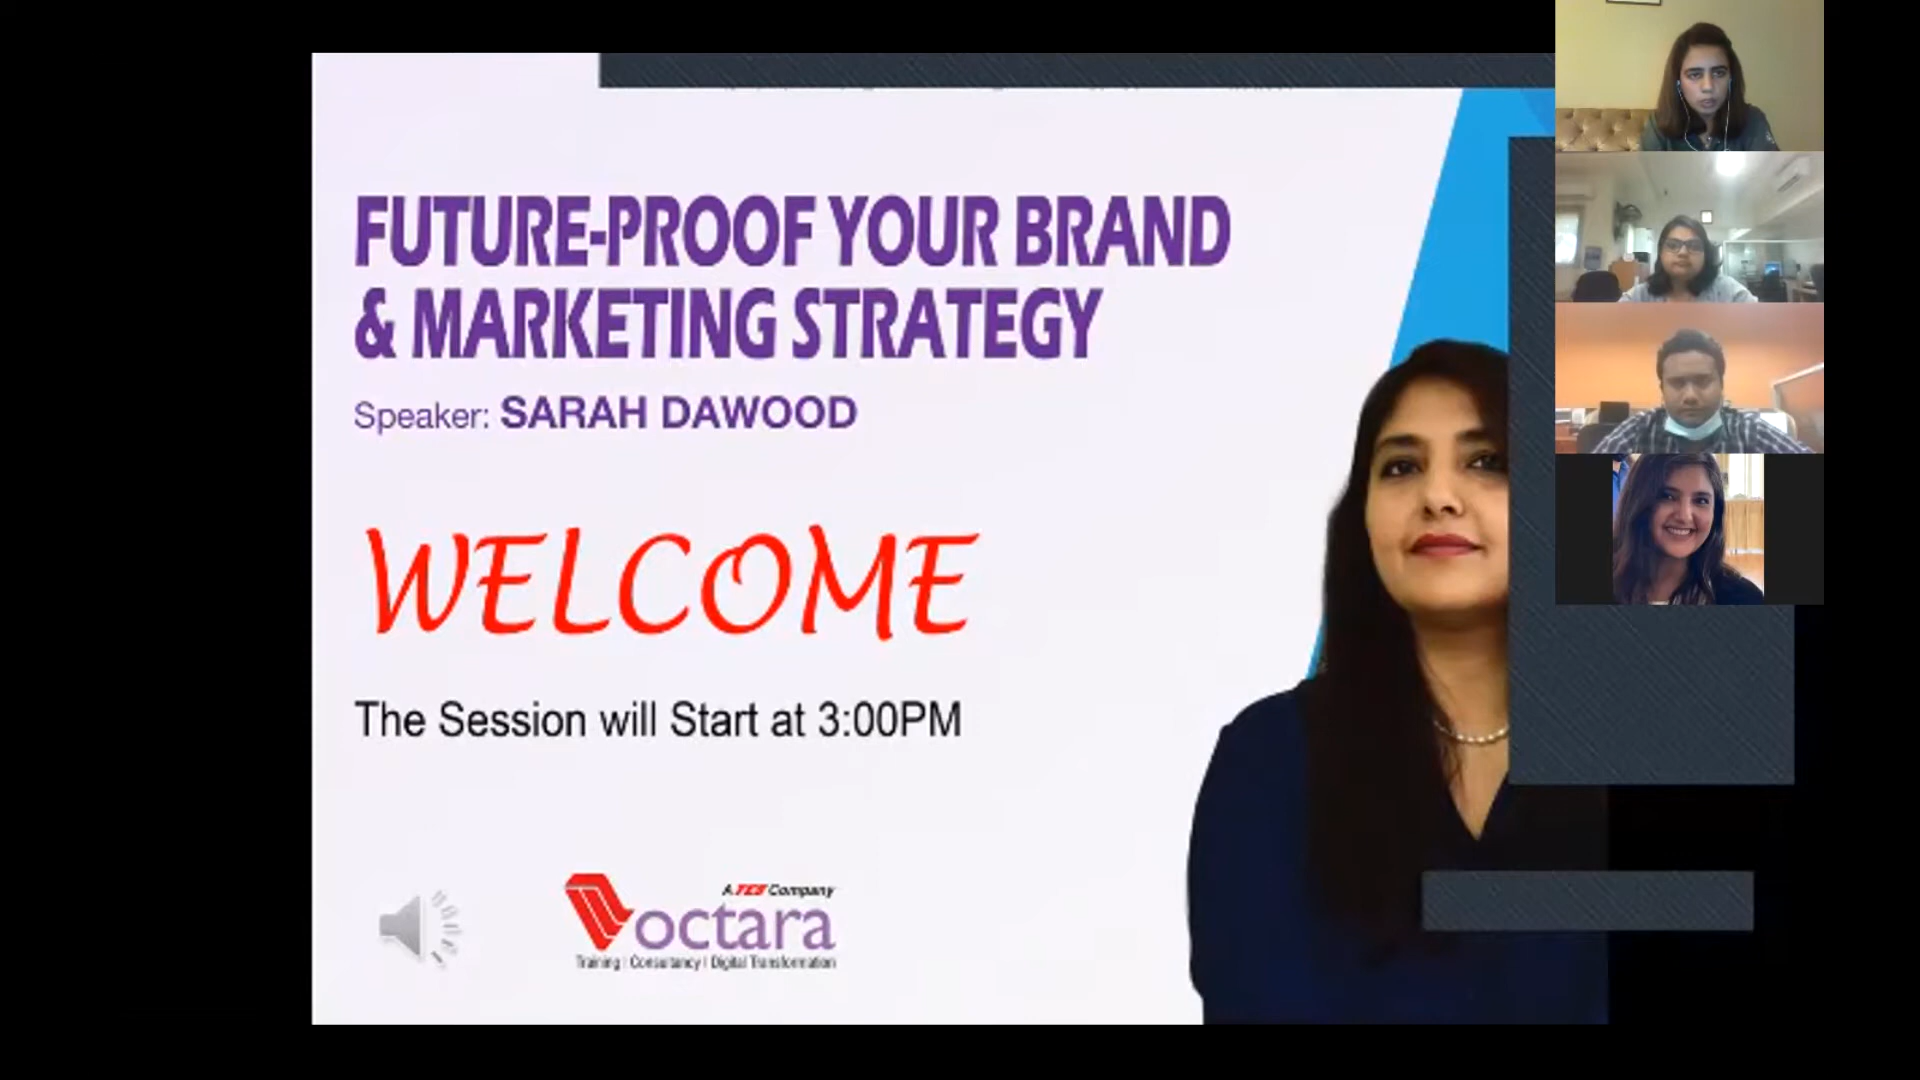 FUTURE-PROOF YOUR BRAND
& MARKETING STRATEGY
Speaker: SARAH DAWOOD
WELCOME
The Session will Start at 3:00PM
A TCS Company
octara
Training | Consultancy | Digital Transformation